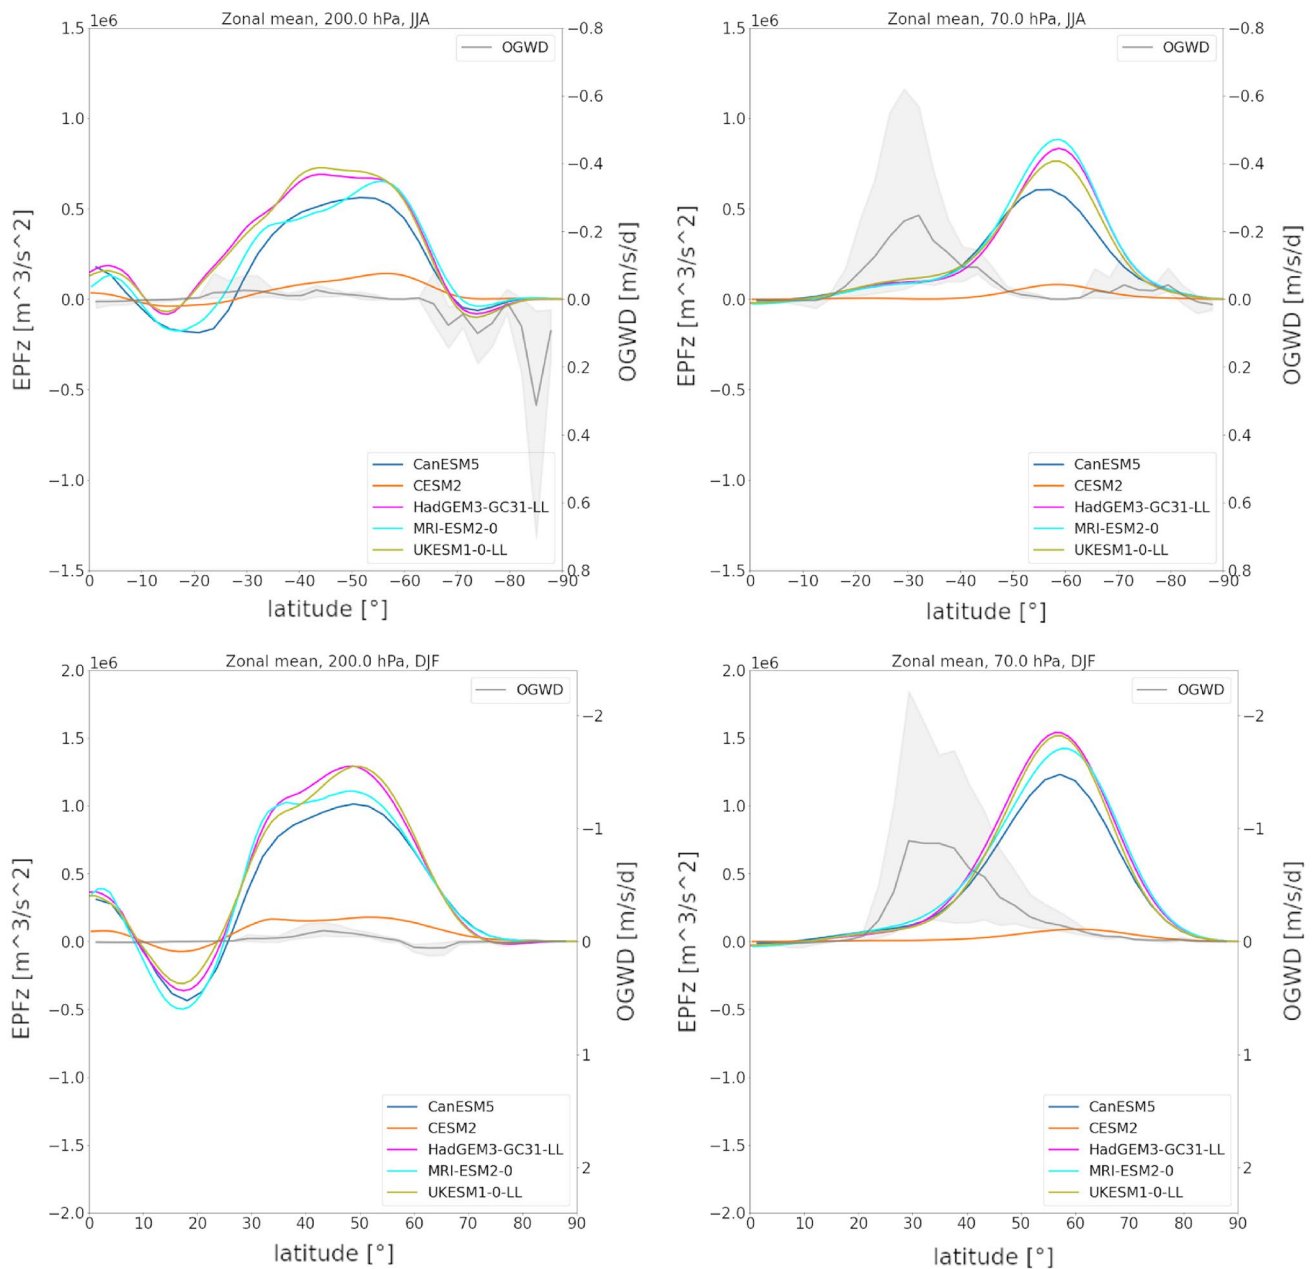 1e6
Zonal mean, 200.0 hPa, JJA
OGWD
1.5
1.0
0.5
0.0
−0.5
−1.0
−1.5
EPFz [m^3/s^2]
−0.8
−0.6
−0.4
−0.2
0.0
0.2
0.4
0.6
0.8
OGWD [m/s/d]
CanESM5
CESM2
HadGEM3-GC31-LL
MRI-ESM2-0
UKESM1-0-LL
0 −10 −20 −30 −40 −50 −60 −70 −80 −90
latitude [°]
1e6
Zonal mean, 70.0 hPa, JJA
OGWD
1.5
1.0
0.5
0.0
−0.5
−1.0
−1.5
EPFz [m^3/s^2]
−0.8
−0.6
−0.4
−0.2
0.0
0.2
0.4
0.6
0.8
OGWD [m/s/d]
CanESM5
CESM2
HadGEM3-GC31-LL
MRI-ESM2-0
UKESM1-0-LL
0 −10 −20 −30 −40 −50 −60 −70 −80 −90
latitude [°]
1e6
Zonal mean, 200.0 hPa, DJF
OGWD
2.0
1.5
1.0
0.5
0.0
−0.5
−1.0
−1.5
−2.0
EPFz [m^3/s^2]
−2
−1
0
1
2
OGWD [m/s/d]
CanESM5
CESM2
HadGEM3-GC31-LL
MRI-ESM2-0
UKESM1-0-LL
0 10 20 30 40 50 60 70 80 90
latitude [°]
1e6
Zonal mean, 70.0 hPa, DJF
OGWD
2.0
1.5
1.0
0.5
0.0
−0.5
−1.0
−1.5
−2.0
EPFz [m^3/s^2]
−2
−1
0
1
2
OGWD [m/s/d]
CanESM5
CESM2
HadGEM3-GC31-LL
MRI-ESM2-0
UKESM1-0-LL
0 10 20 30 40 50 60 70 80 90
latitude [°]